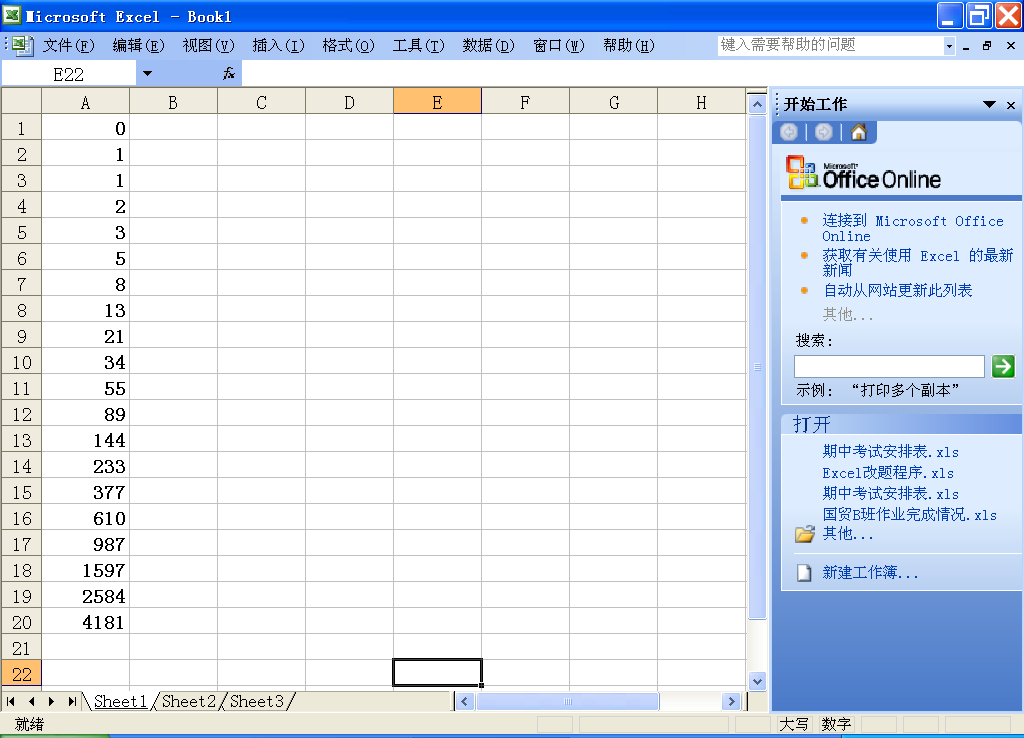 Microsoft Excel - Book1
文件(F) 编辑(E) 视图(V) 插入(I) 格式(O) 工具(T) 数据(D) 窗口(W) 帮助(H) 键入需要帮助的问题
E22 fx
A B C D E F G H
1 0
2 1
3 1
4 2
5 3
6 5
7 8
8 13
9 21
10 34
11 55
12 89
13 144
14 233
15 377
16 610
17 987
18 1597
19 2584
20 4181
21
22
Sheet1 Sheet2 Sheet3
就绪
大写 数字
开始工作
Microsoft
Office Online
连接到 Microsoft Office
Online
获取有关使用 Excel 的最新
新闻
自动从网站更新此列表
其他...
搜索:
示例: “打印多个副本”
打开
期中考试安排表.xls
Excel改题程序.xls
期中考试安排表.xls
国贸B班作业完成情况.xls
其他...
新建工作簿...